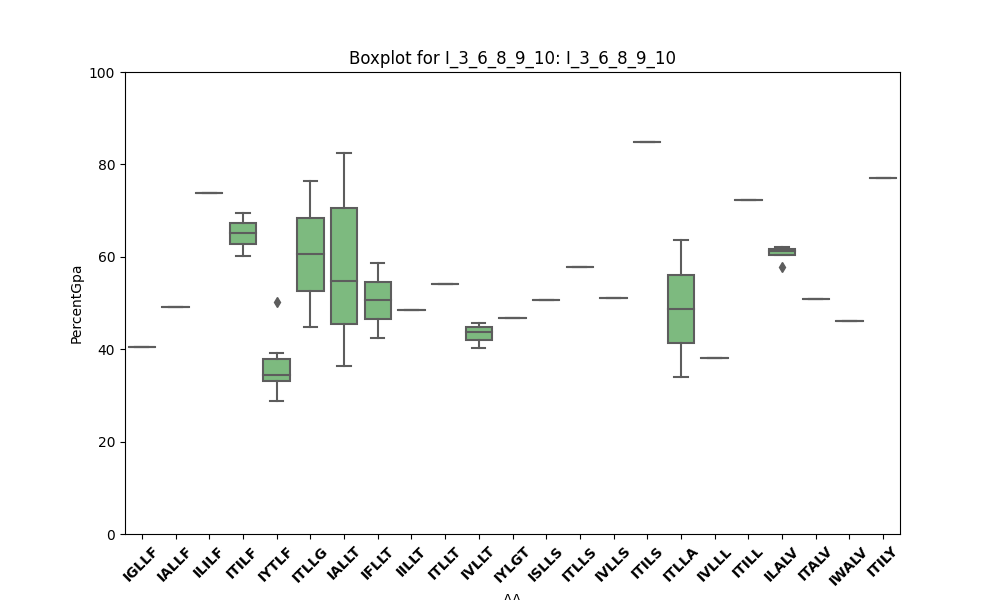 Boxplot for I_3_6_8_9_10: I_3_6_8_9_10
100
80
60
40
20
0
PercentGpa
IGLLF IALLF ILILF ITILF IYTLF ITLLG IALLT IFLLT IILLT ITLLT IVLLT IYLGT ISLLS ITLLS IVLLS ITILS ITLLA IVLLL ITILL ILALV ITALV IWALV ITILY
AA